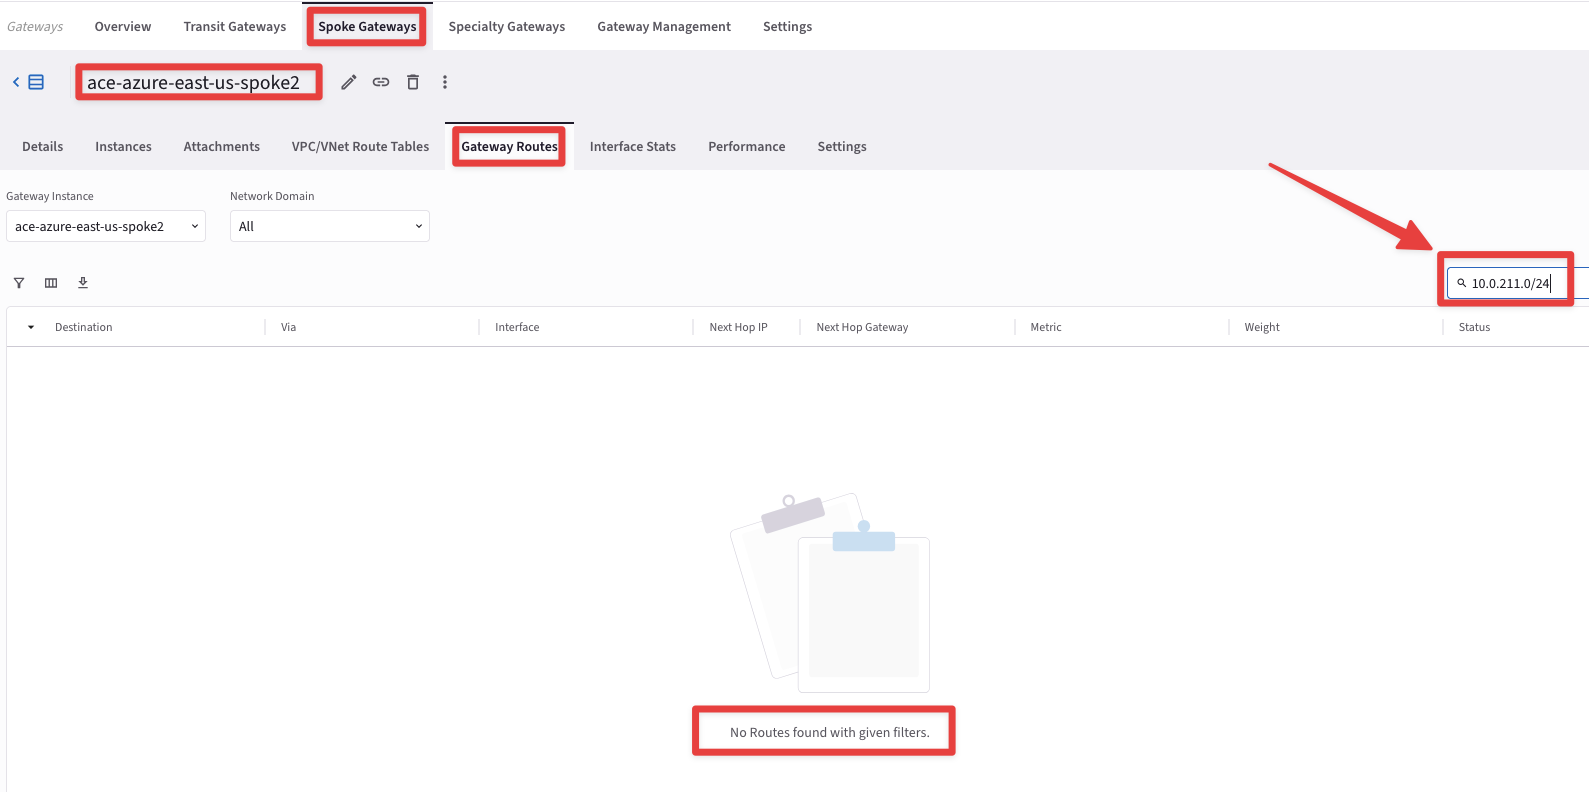 Gateways Overview Transit Gateways Spoke Gateways Specialty Gateways Gateway Management Settings
ace-azure-east-us-spoke2
Details Instances Attachments VPC/VNet Route Tables Gateway Routes Interface Stats Performance Settings
Gateway Instance Network Domain
ace-azure-east-us-spoke2 All
10.0.211.0/24
Destination Via Interface Next Hop IP Next Hop Gateway Metric Weight Status
No Routes found with given filters.